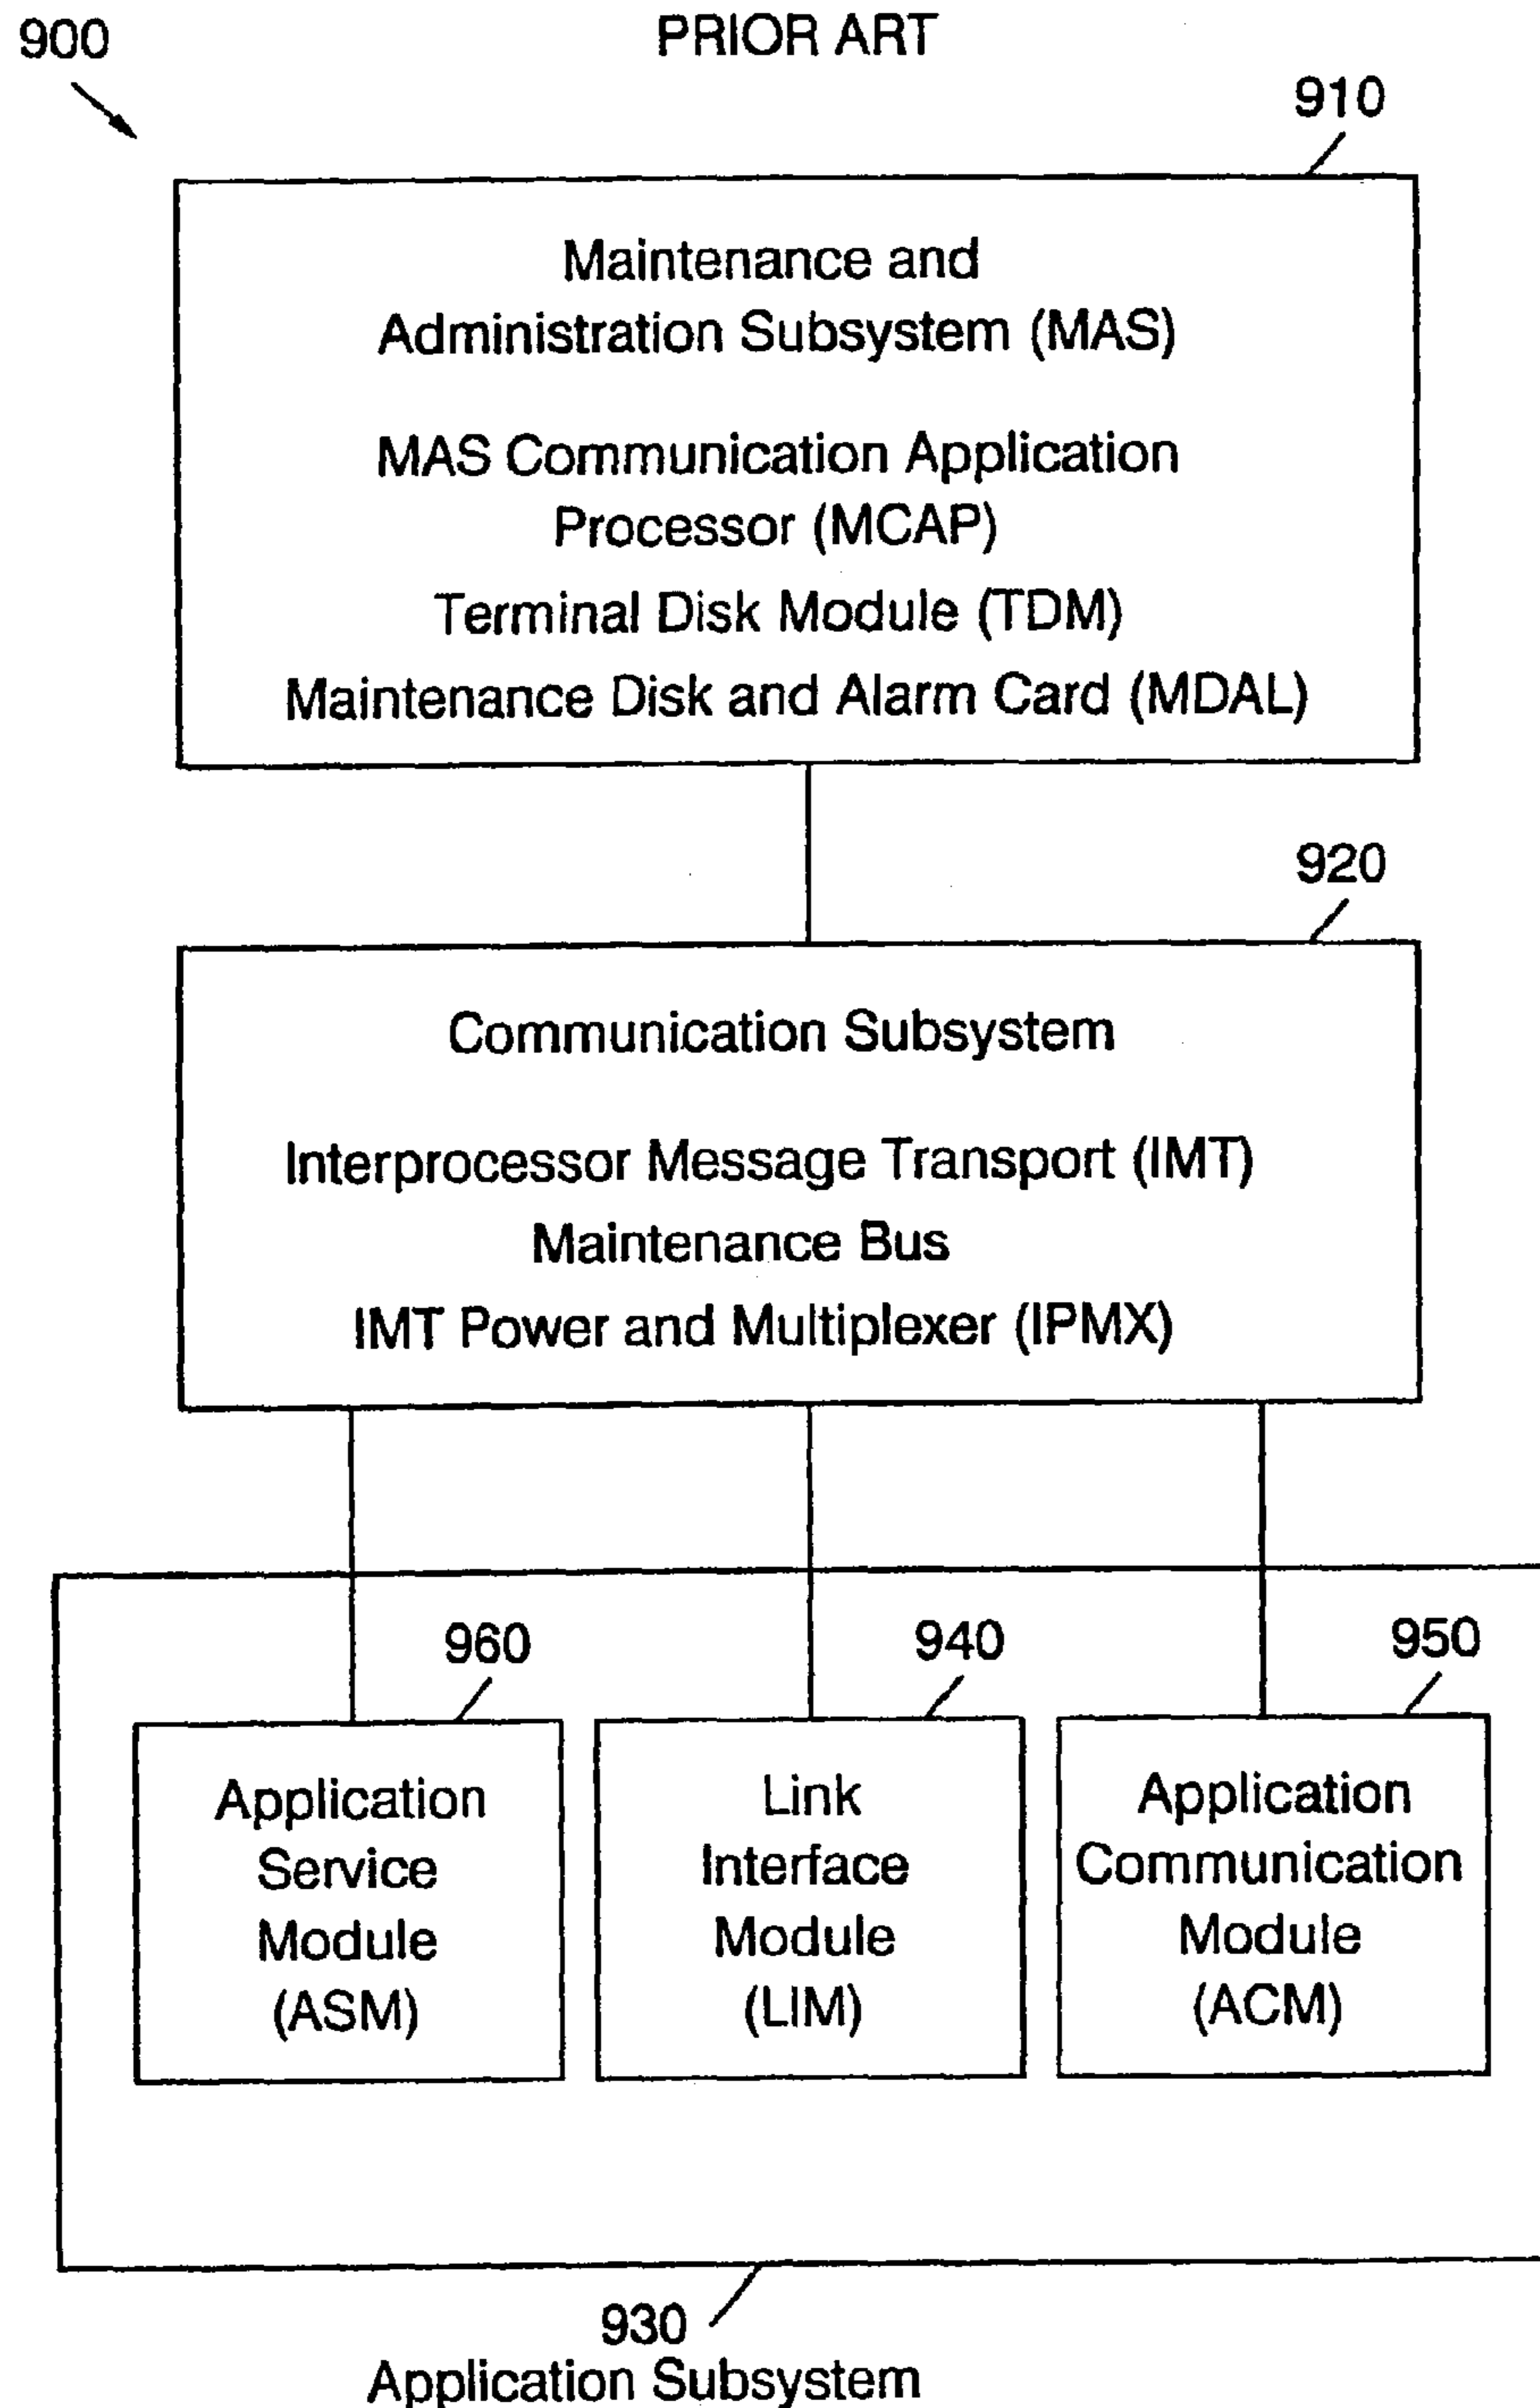 PRIOR ART
900
910
Maintenance and
Administration Subsystem (MAS)
MAS Communication Application
Processor (MCAP)
Terminal Disk Module (TDM)
Maintenance Disk and Alarm Card (MDAL)
920
Communication Subsystem
Interprocessor Message Transport (IMT)
Maintenance Bus
IMT Power and Multiplexer (IPMX)
960
Application
Service
Module
(ASM)
940
Link
Interface
Module
(LIM)
950
Application
Communication
Module
(ACM)
930
Application Subsystem